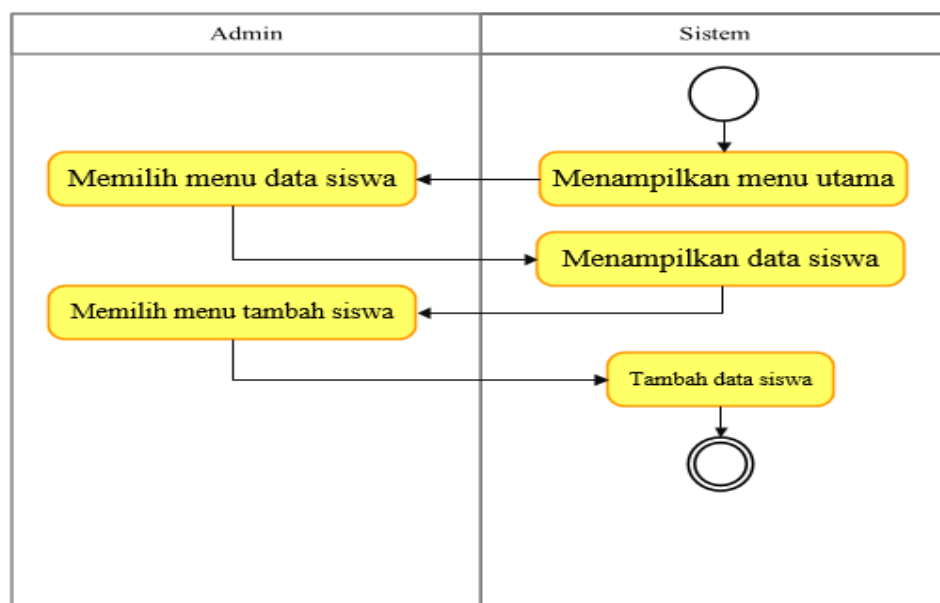 Admin
Sistem
Menampilkan menu utama
Memilih menu data siswa
Menampilkan data siswa
Memilih menu tambah siswa
Tambah data siswa